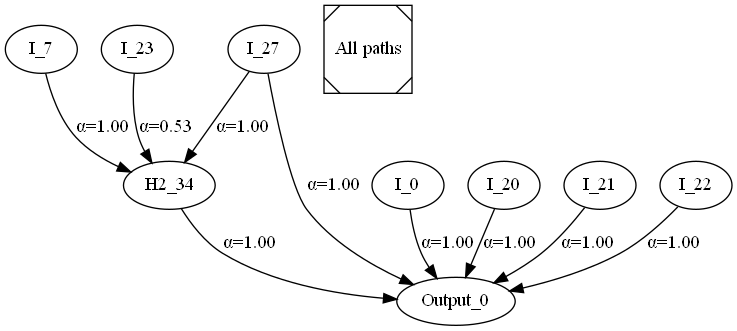 I_7
I_23
I_27
All paths
α=1.00
α=0.53
α=1.00
H2_34
α=1.00
I_0
I_20
I_21
I_22
α=1.00
α=1.00
α=1.00
α=1.00
α=1.00
Output_0